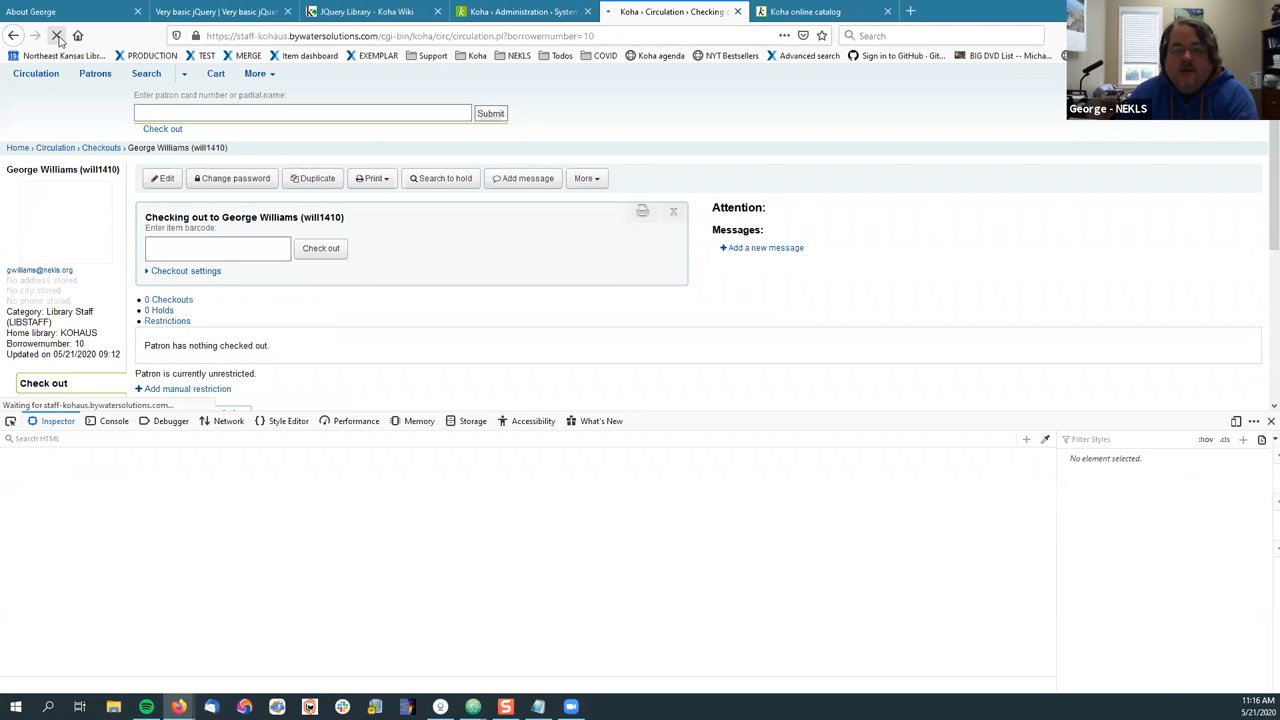 About George
Very basic jQuery | Very basic jQu
JQuery Library - Koha Wiki
Koha › Administration › System
Koha › Circulation › Checking
Koha online catalog
https://staff-kohaus.bywatersolutions.com/cgi-bin/koha/circ/circulation.pl?borrowernumber=10
Search
Northeast Kansas Libr...
PRODUCTION
TEST
MERGE
Item dashboard
EXEMPLAR
Support
Koha
NEKLS
Todos
COVID
Koha agenda
NYT Bestsellers
Advanced search
Sign in to GitHub · Git...
BIG DVD List -- Micha...
Circulation
Patrons
Search
Cart
More
George - NEKLS
Enter patron card number or partial name:
Submit
Check out
Home › Circulation › Checkouts › George Williams (will1410)
George Williams (will1410)
gwilliams@nekls.org
No address stored.
No city stored.
No phone stored.
Category: Library Staff
(LIBSTAFF)
Home library: KOHAUS
Borrowernumber: 10
Updated on 05/21/2020 09:12
Check out
Edit
Change password
Duplicate
Print
Search to hold
Add message
More
Checking out to George Williams (will1410)
X
Enter item barcode:
Check out
Checkout settings
Attention:
Messages:
Add a new message
0 Checkouts
0 Holds
Restrictions
Patron has nothing checked out.
Patron is currently unrestricted.
Add manual restriction
Waiting for staff-kohaus.bywatersolutions.com...
Inspector
Console
Debugger
Network
Style Editor
Performance
Memory
Storage
Accessibility
What's New
Search HTML
Filter Styles
:hov
.cls
No element selected.
11:16 AM
5/21/2020